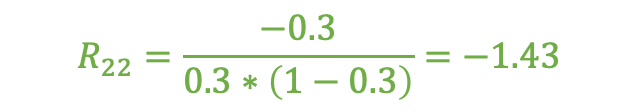 R₂₂ = −0.3 / 0.3 * (1 − 0.3) = −1.43